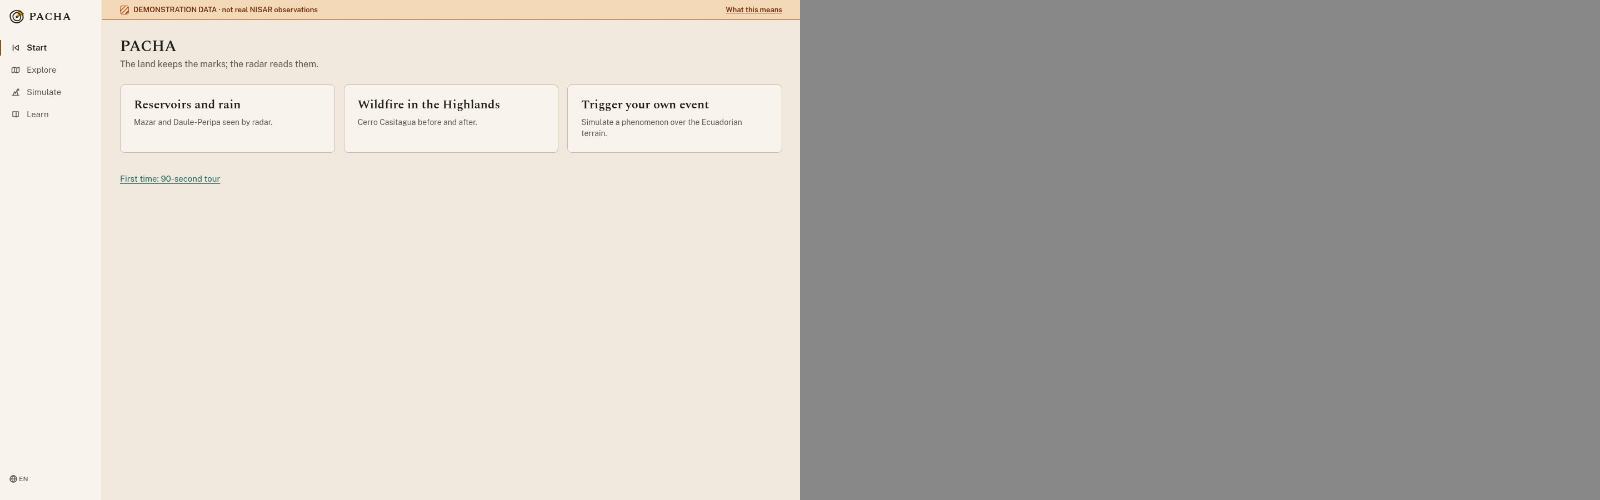 PACHA
Start
Explore
Simulate
Learn
EN
DEMONSTRATION DATA · not real NISAR observations
What this means
PACHA
The land keeps the marks; the radar reads them.
Reservoirs and rain
Mazar and Daule-Peripa seen by radar.
Wildfire in the Highlands
Cerro Casitagua before and after.
Trigger your own event
Simulate a phenomenon over the Ecuadorian
terrain.
First time: 90-second tour